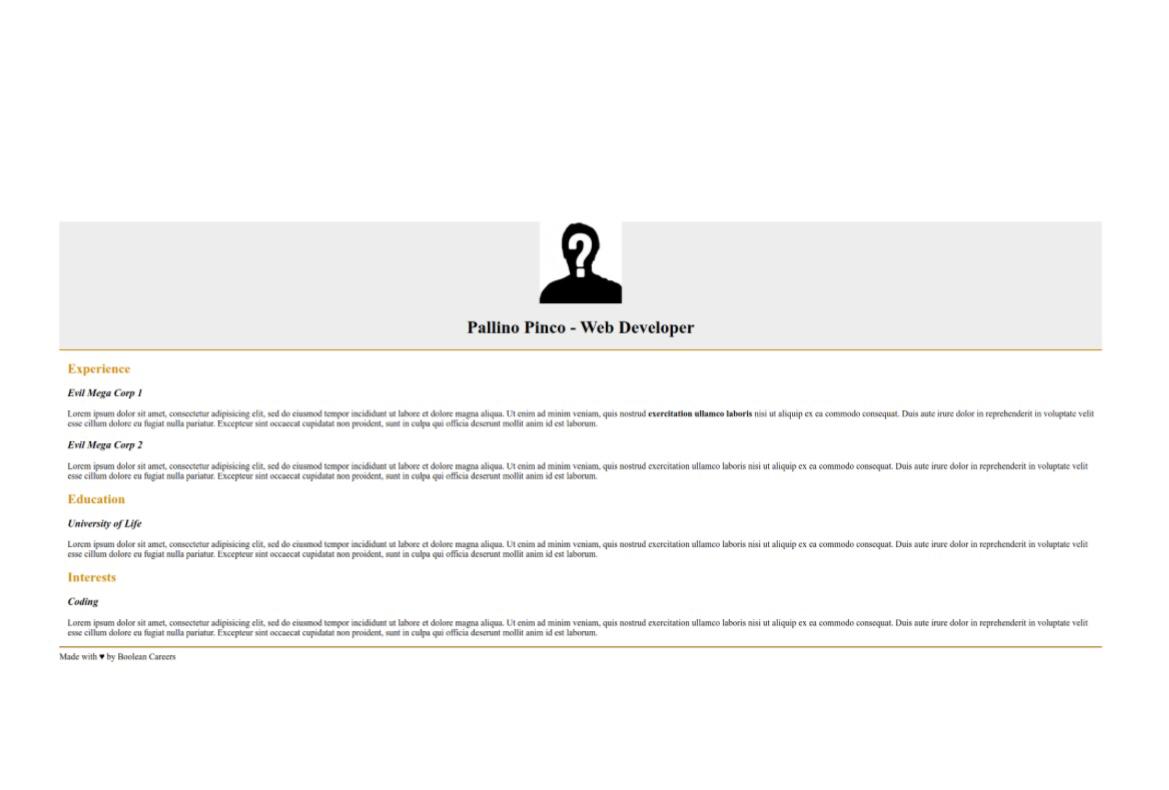 ?
Pallino Pinco - Web Developer
Experience
Evil Mega Corp 1
Lorem ipsum dolor sit amet, consectetur adipisicing elit, sed do eiusmod tempor incididunt ut labore et dolore magna aliqua. Ut enim ad minim veniam, quis nostrud exercitation ullamco laboris nisi ut aliquip ex ea commodo consequat. Duis aute irure dolor in reprehenderit in voluptate velit
esse cillum dolore eu fugiat nulla pariatur. Excepteur sint occaecat cupidatat non proident, sunt in culpa qui officia deserunt mollit anim id est laborum.
Evil Mega Corp 2
Lorem ipsum dolor sit amet, consectetur adipisicing elit, sed do eiusmod tempor incididunt ut labore et dolore magna aliqua. Ut enim ad minim veniam, quis nostrud exercitation ullamco laboris nisi ut aliquip ex ea commodo consequat. Duis aute irure dolor in reprehenderit in voluptate velit
esse cillum dolore eu fugiat nulla pariatur. Excepteur sint occaecat cupidatat non proident, sunt in culpa qui officia deserunt mollit anim id est laborum.
Education
University of Life
Lorem ipsum dolor sit amet, consectetur adipisicing elit, sed do eiusmod tempor incididunt ut labore et dolore magna aliqua. Ut enim ad minim veniam, quis nostrud exercitation ullamco laboris nisi ut aliquip ex ea commodo consequat. Duis aute irure dolor in reprehenderit in voluptate velit
esse cillum dolore eu fugiat nulla pariatur. Excepteur sint occaecat cupidatat non proident, sunt in culpa qui officia deserunt mollit anim id est laborum.
Interests
Coding
Lorem ipsum dolor sit amet, consectetur adipisicing elit, sed do eiusmod tempor incididunt ut labore et dolore magna aliqua. Ut enim ad minim veniam, quis nostrud exercitation ullamco laboris nisi ut aliquip ex ea commodo consequat. Duis aute irure dolor in reprehenderit in voluptate velit
esse cillum dolore eu fugiat nulla pariatur. Excepteur sint occaecat cupidatat non proident, sunt in culpa qui officia deserunt mollit anim id est laborum.
Made with ♥ by Boolean Careers